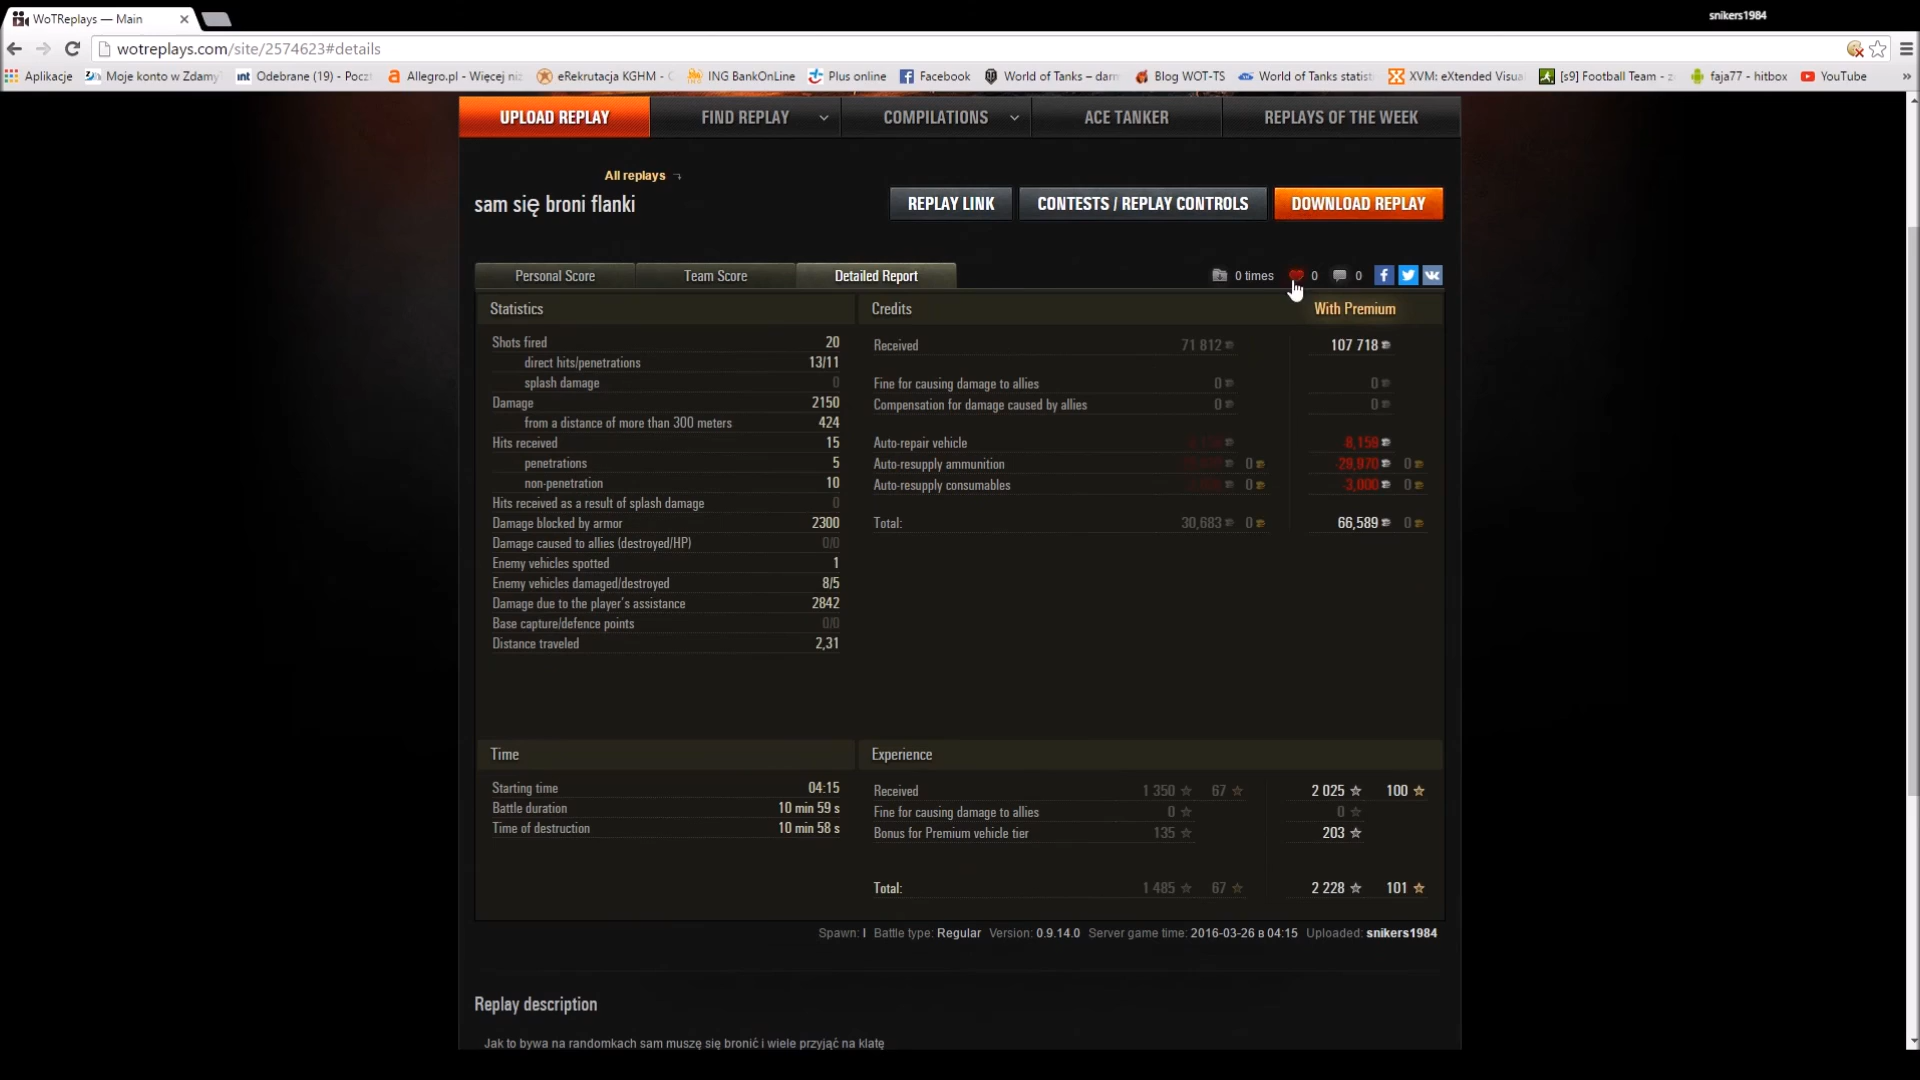 WoTReplays — Main
snikers1984
wotreplays.com/site/2574623#details
Aplikacje Moje konto w Zdamy Odebrane (19) - Pocz Allegro.pl - Więcej ni eRekrutacja KGHM - ING BankOnLine Plus online Facebook World of Tanks – dar Blog WOT-TS World of Tanks statist XVM: eXtended Visua [s9] Football Team - z faja77 - hitbox YouTube »
UPLOAD REPLAY FIND REPLAY COMPILATIONS ACE TANKER REPLAYS OF THE WEEK
All replays
sam się broni flanki REPLAY LINK CONTESTS / REPLAY CONTROLS DOWNLOAD REPLAY
Personal Score Team Score Detailed Report 0 times 0 0
Statistics
Shots fired 20
direct hits/penetrations 13/11
splash damage 0
Damage 2150
from a distance of more than 300 meters 424
Hits received 15
penetrations 5
non-penetration 10
Hits received as a result of splash damage 0
Damage blocked by armor 2300
Damage caused to allies (destroyed/HP) 0/0
Enemy vehicles spotted 1
Enemy vehicles damaged/destroyed 8/5
Damage due to the player's assistance 2842
Base capture/defence points 0/0
Distance traveled 2,31
Credits With Premium
Received 71 812 107 718
Fine for causing damage to allies 0 0
Compensation for damage caused by allies 0 0
Auto-repair vehicle -8,159
Auto-resupply ammunition 0 -29,970 0
Auto-resupply consumables 0 -3,000 0
Total: 30,683 0 66,589 0
Time
Starting time 04:15
Battle duration 10 min 59 s
Time of destruction 10 min 58 s
Experience
Received 1 350 67 2 025 100
Fine for causing damage to allies 0 0
Bonus for Premium vehicle tier 135 203
Total: 1 485 67 2 228 101
Spawn: I Battle type: Regular Version: 0.9.14.0 Server game time: 2016-03-26 в 04:15 Uploaded: snikers1984
Replay description
Jak to bywa na randomkach sam muszę się bronić i wiele przyjąć na klatę